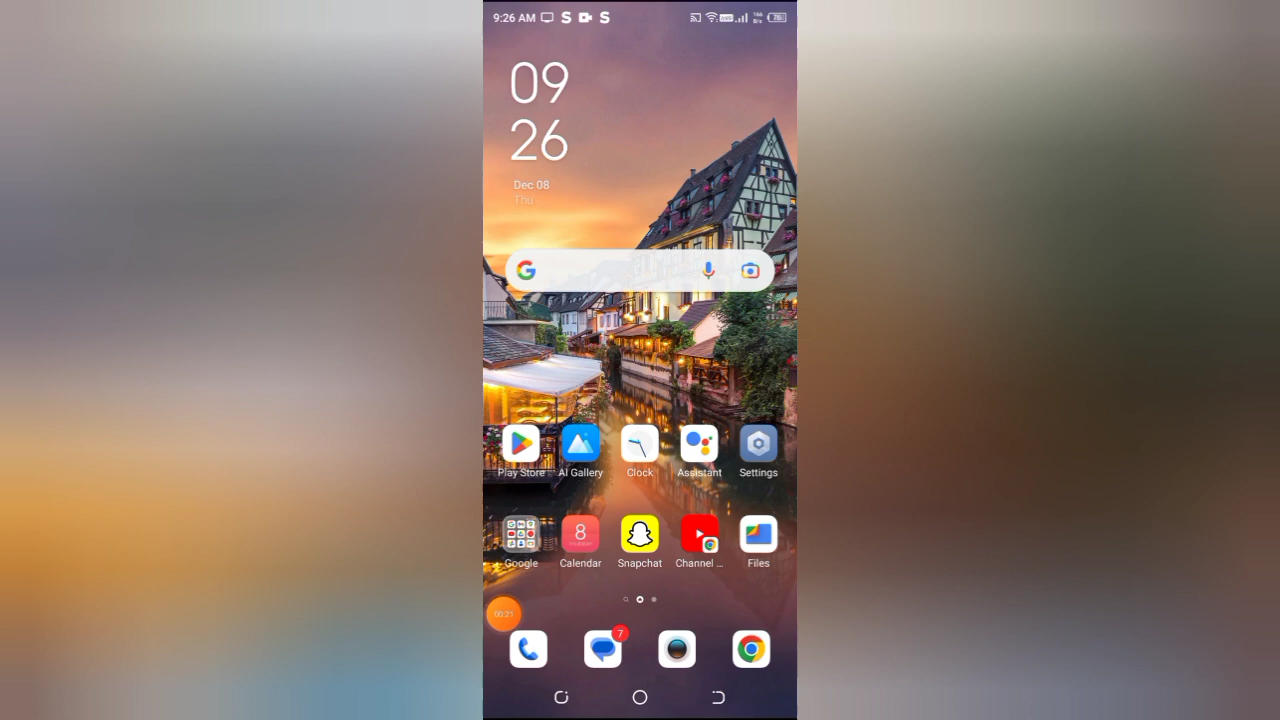 9:26 AM S S
09
26
Dec 08
Thu
Play Store AI Gallery Clock Assistant Settings
8
Google Calendar Snapchat Channel ... Files
00:21
7